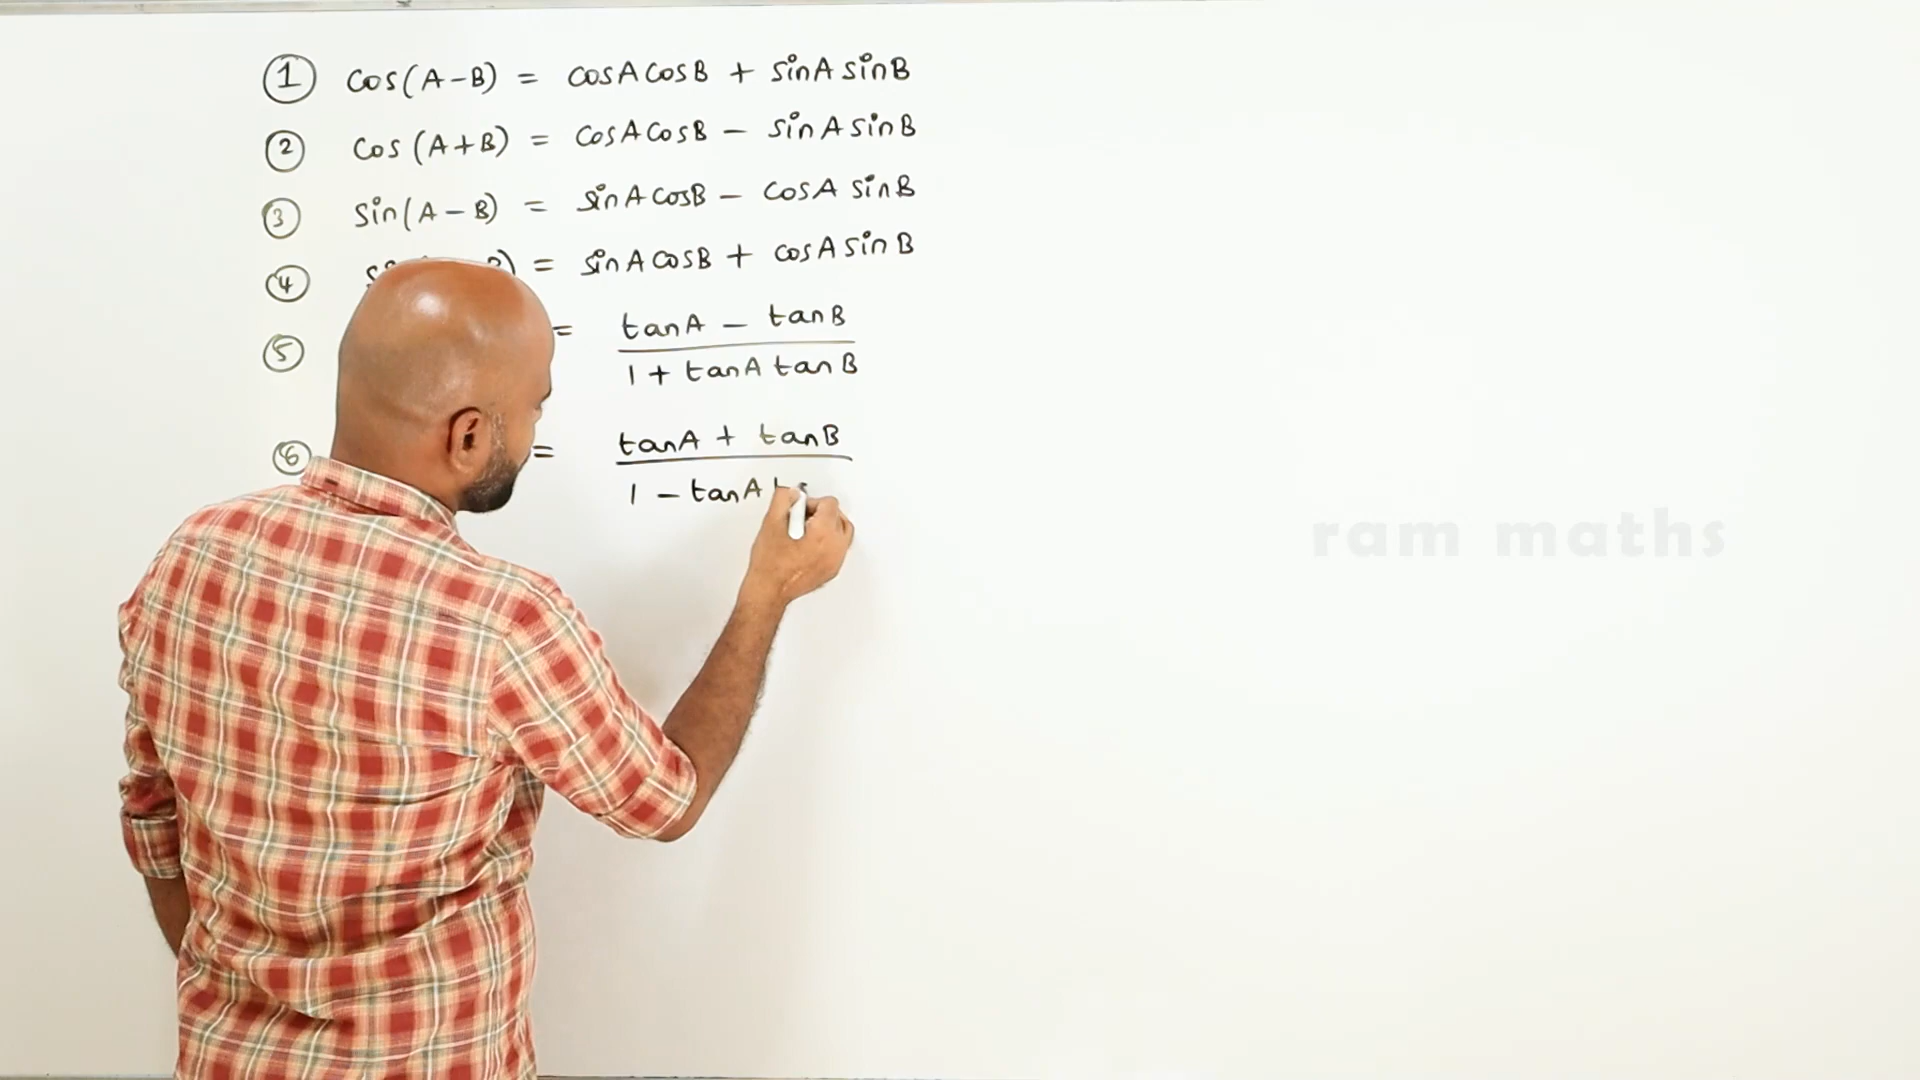 ① cos(A-B) = cosA cosB + sinA sinB
② cos(A+B) = cosA cosB - sinA sinB
③ sin(A-B) = sinA cosB - cosA sinB
④ = sinA cosB + cosA sinB
⑤ = tanA - tanB
1 + tanA tanB
⑥ = tanA + tanB
1 - tanA
ram maths